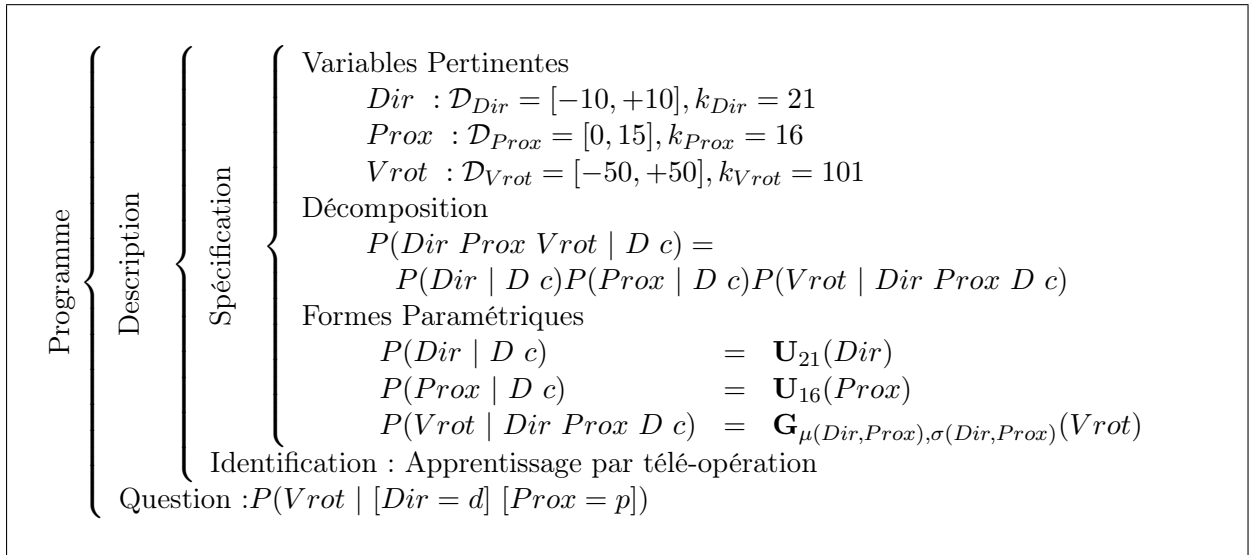 Programme
Description
Spécification
Variables Pertinentes
Dir : D_Dir = [−10, +10], k_Dir = 21
Prox : D_Prox = [0, 15], k_Prox = 16
Vrot : D_Vrot = [−50, +50], k_Vrot = 101
Décomposition
P(Dir Prox Vrot | D c) =
P(Dir | D c)P(Prox | D c)P(Vrot | Dir Prox D c)
Formes Paramétriques
P(Dir | D c) = U_21(Dir)
P(Prox | D c) = U_16(Prox)
P(Vrot | Dir Prox D c) = G_μ(Dir,Prox),σ(Dir,Prox)(Vrot)
Identification : Apprentissage par télé-opération
Question :P(Vrot | [Dir = d] [Prox = p])